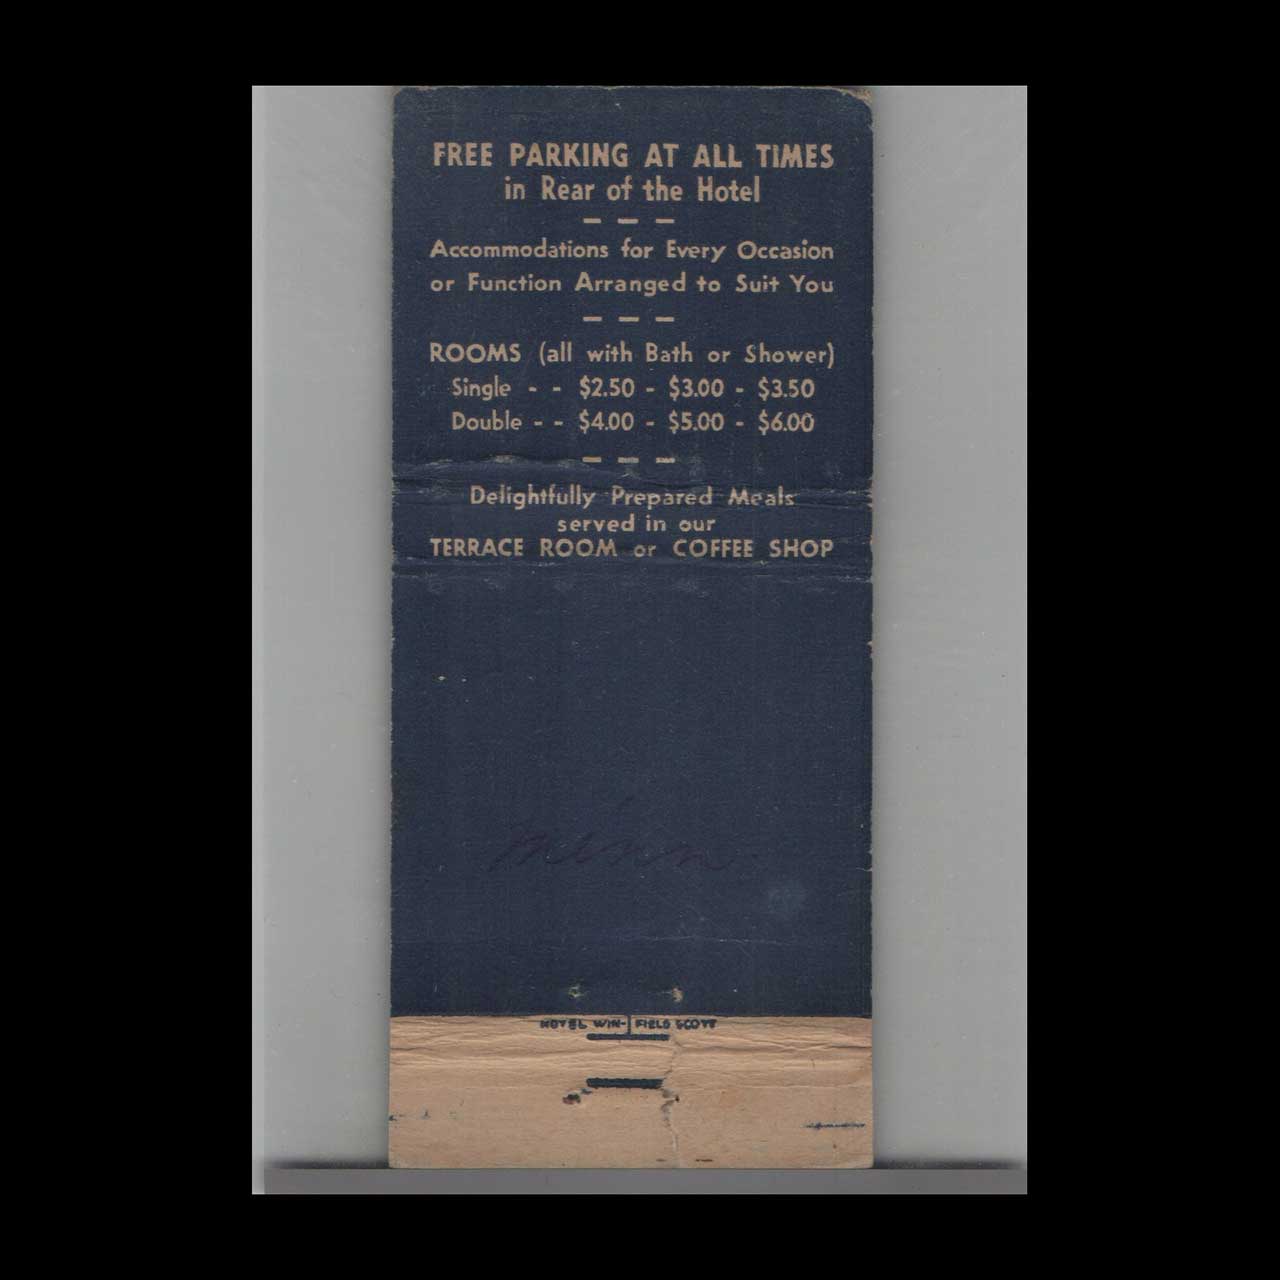 FREE PARKING AT ALL TIMES
in Rear of the Hotel
Accommodations for Every Occasion
or Function Arranged to Suit You
ROOMS (all with Bath or Shower)
Single - - $2.50 - $3.00 - $3.50
Double - - $4.00 - $5.00 - $6.00
Delightfully Prepared Meals
served in our
TERRACE ROOM or COFFEE SHOP
Minn.
HOTEL WIN-FIELD SCOTT